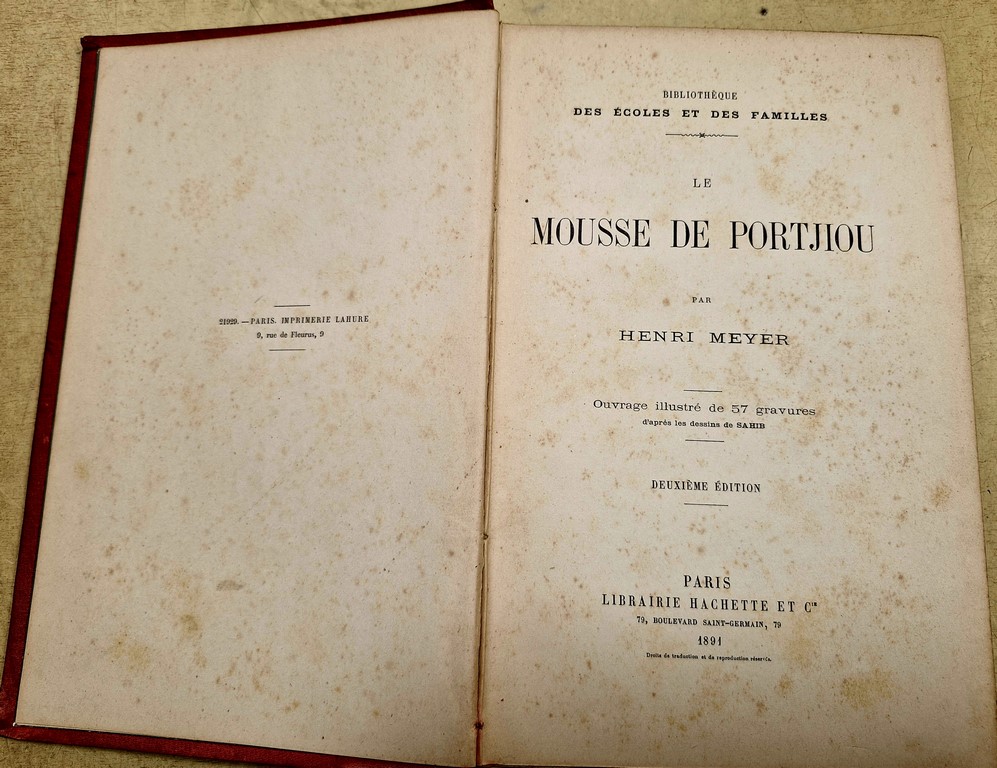 21929. — PARIS. IMPRIMERIE LAHURE
9, rue de Fleurus, 9
BIBLIOTHÈQUE
DES ÉCOLES ET DES FAMILLES
LE
MOUSSE DE PORTJIOU
PAR
HENRI MEYER
Ouvrage illustré de 57 gravures
d'après les dessins de SAHIB
DEUXIÈME ÉDITION
PARIS
LIBRAIRIE HACHETTE ET Cie
79, BOULEVARD SAINT-GERMAIN, 79
1891
Droits de traduction et de reproduction réservés.